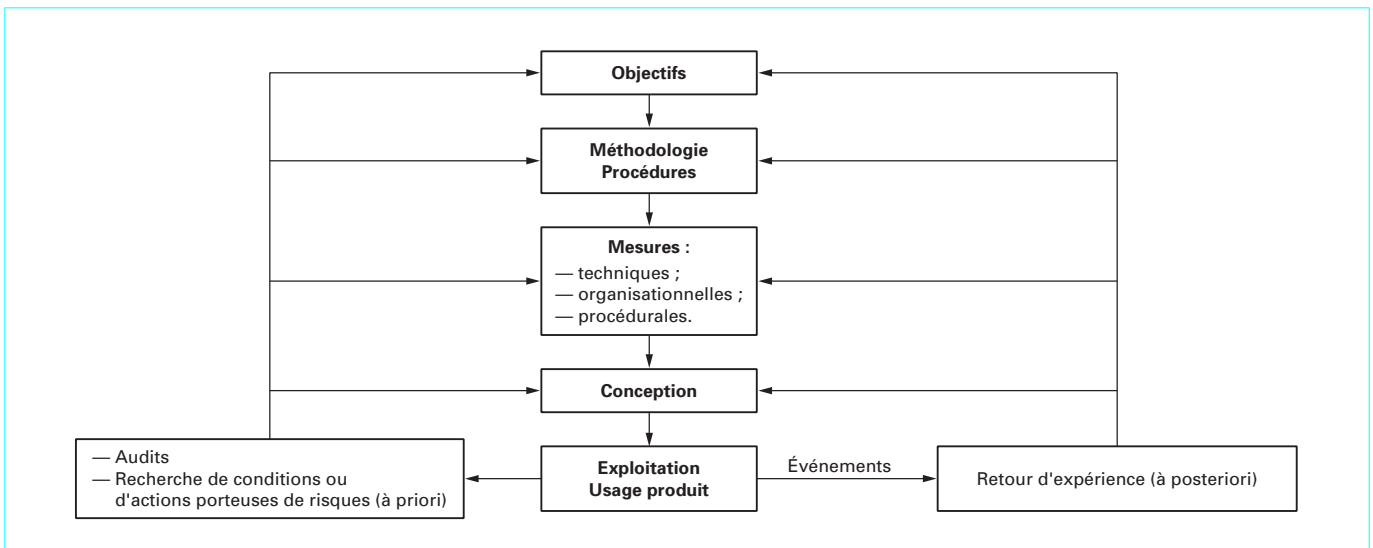 Objectifs
Méthodologie
Procédures
Mesures :
— techniques ;
— organisationnelles ;
— procédurales.
Conception
— Audits
— Recherche de conditions ou
d'actions porteuses de risques (à priori)
Exploitation
Usage produit
Événements
Retour d'expérience (à posteriori)